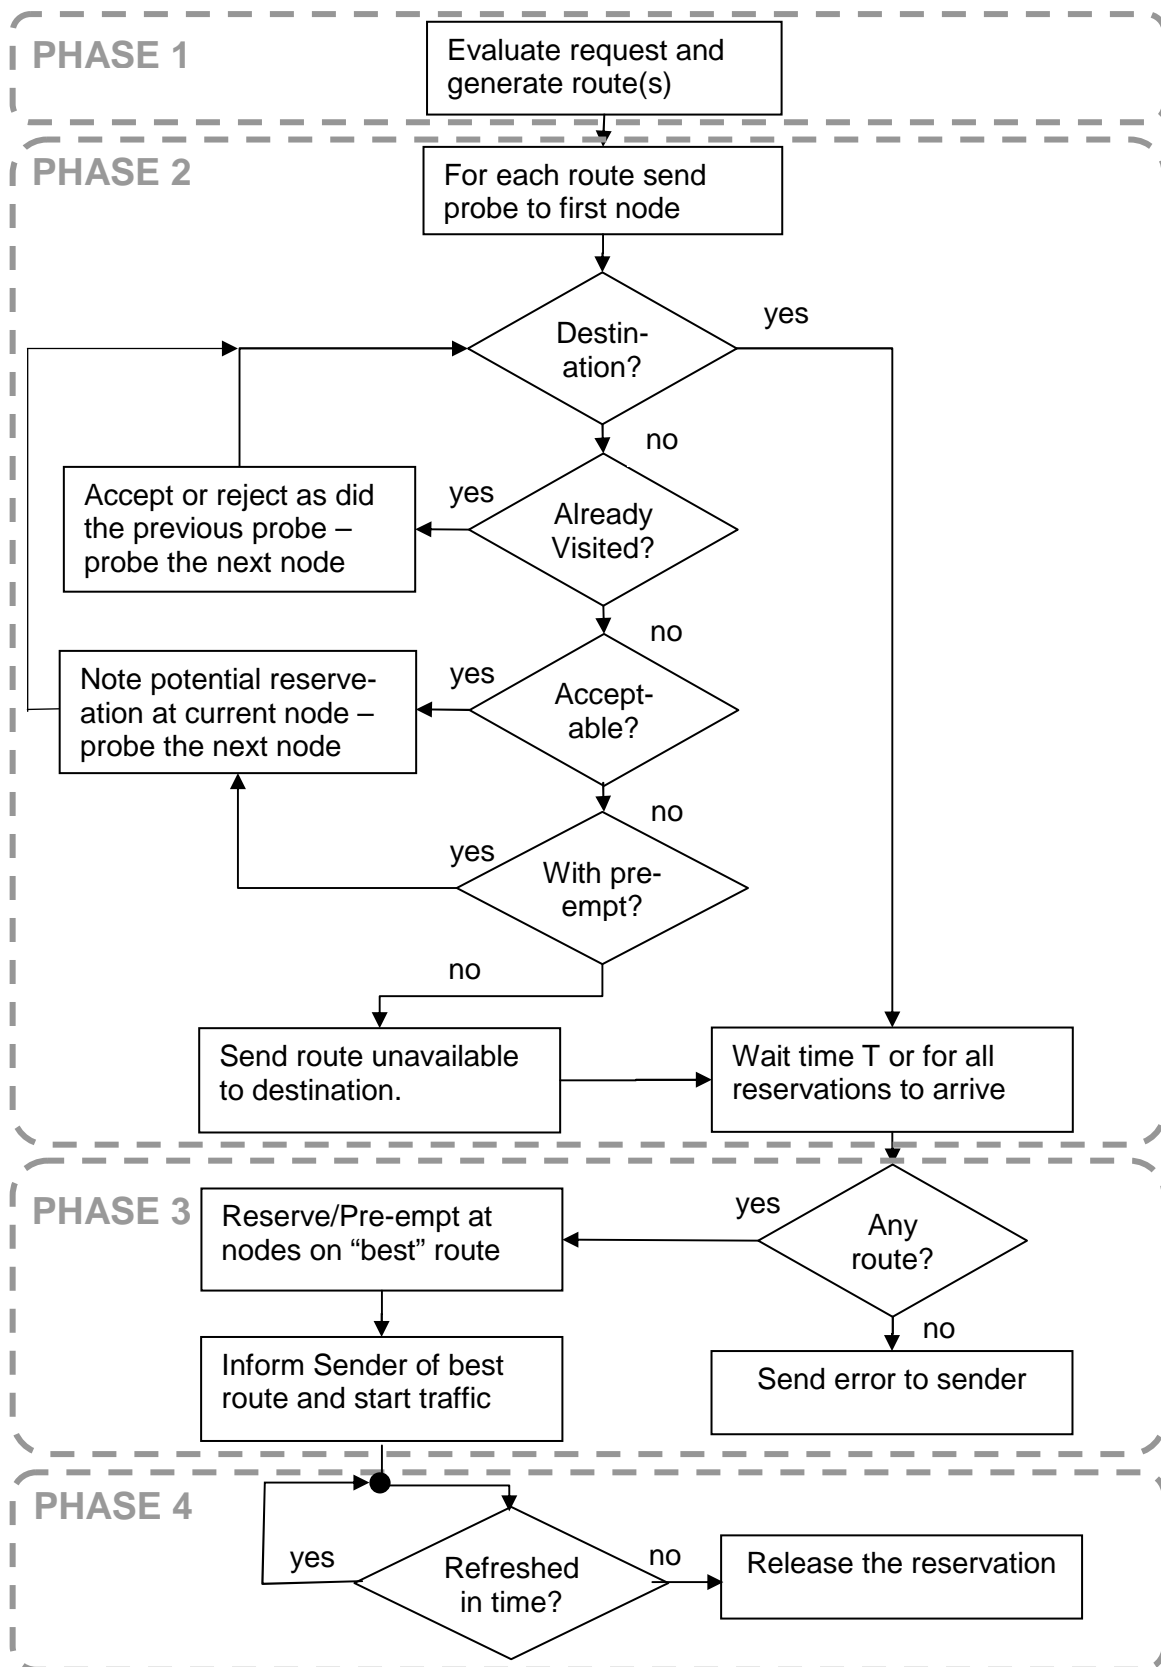 PHASE 1
Evaluate request and
generate route(s)
PHASE 2
For each route send
probe to first node
Destin-
ation?
yes
no
Already
Visited?
yes
Accept or reject as did
the previous probe –
probe the next node
no
Accept-
able?
yes
Note potential reserve-
ation at current node –
probe the next node
no
With pre-
empt?
yes
no
Send route unavailable
to destination.
Wait time T or for all
reservations to arrive
PHASE 3
Any
route?
yes
Reserve/Pre-empt at
nodes on “best” route
no
Inform Sender of best
route and start traffic
Send error to sender
PHASE 4
Refreshed
in time?
yes
no
Release the reservation